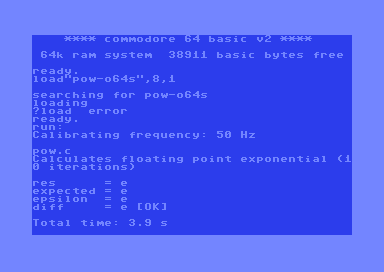 **** commodore 64 basic v2 ****
64k ram system  38911 basic bytes free
ready.
load"pow-o64s",8,1
searching for pow-o64s
loading
?load  error
ready.
run:
Calibrating frequency: 50 Hz
pow.c
Calculates floating point exponential (1
0 iterations)
res      = e
expected = e
epsilon  = e
diff     = e [OK]
Total time: 3.9 s